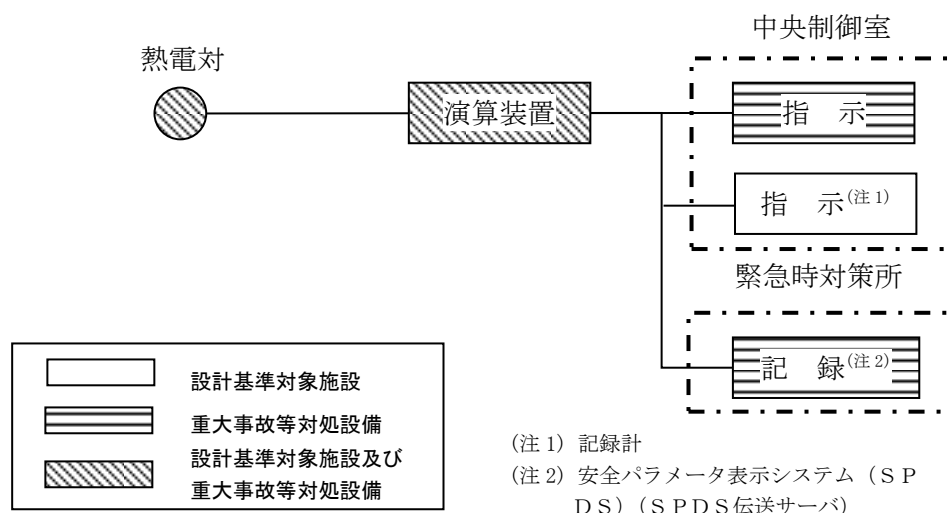 中央制御室
熱電対
演算装置
指　示
指　示(注1)
緊急時対策所
記　録(注2)
設計基準対象施設
重大事故等対処設備
設計基準対象施設及び
重大事故等対処設備
(注1) 記録計
(注2) 安全パラメータ表示システム（ＳＰ
ＤＳ）（ＳＰＤＳ伝送サーバ）